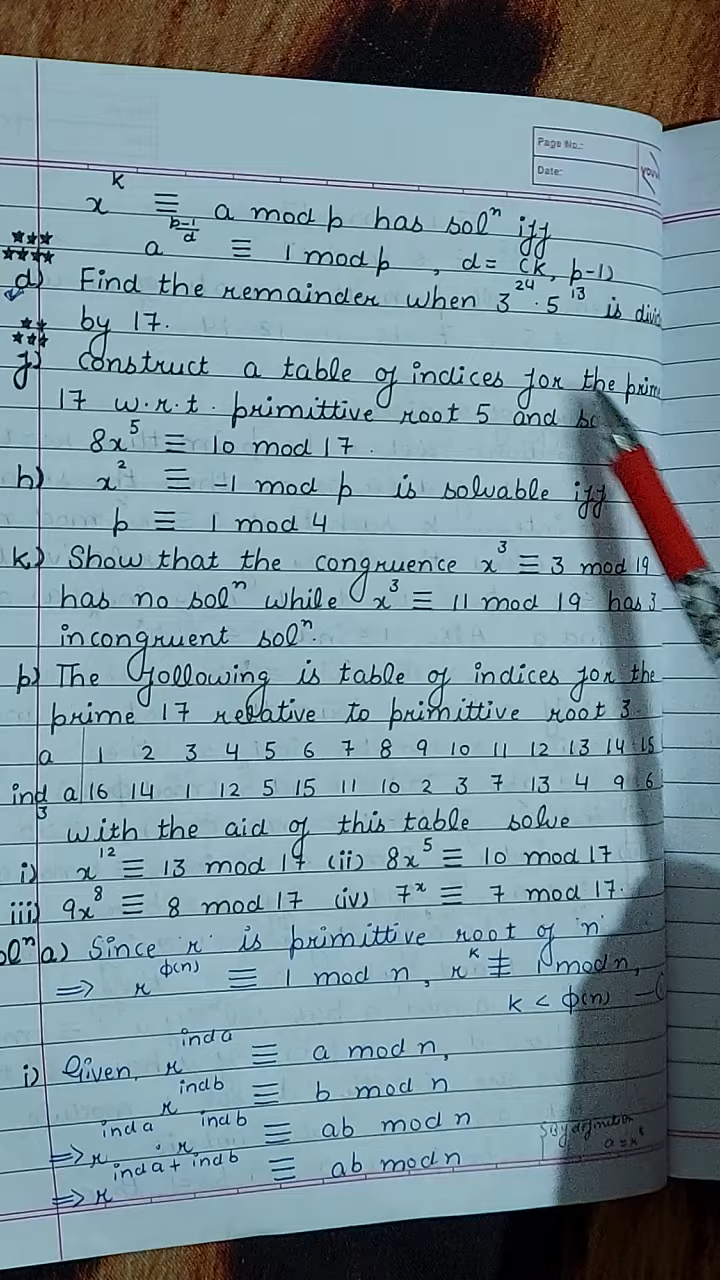 Page No.:
Date:
x^k ≡ a mod p has solⁿ iff
a^((p-1)/d) ≡ 1 mod p , d = (k, p-1)
d) Find the remainder when 3^24 · 5^13 is
by 17.
j) construct a table of indices for the
17 w.r.t. primittive root 5 and
8x^5 ≡ 10 mod 17.
h) x^2 ≡ -1 mod p is solvable iff
p ≡ 1 mod 4
k) Show that the congruence x^3 ≡ 3 mod 19
has no solⁿ while x^3 ≡ 11 mod 19 has 3
incongruent solⁿ.
p) The following is table of indices for the
prime 17 relative to primittive root 3.
a | 1 2 3 4 5 6 7 8 9 10 11 12 13 14 15
ind₃ a | 16 14 1 12 5 15 11 10 2 3 7 13 4 9 6
with the aid of this table solve
i) x^12 ≡ 13 mod 17 (ii) 8x^5 ≡ 10 mod 17
iii) 9x^8 ≡ 8 mod 17 (iv) 7^x ≡ 7 mod 17.
a) Since 'r' is primittive root of 'n'
⇒ r^ϕ(n) ≡ 1 mod n, r^k ≢ 1 mod n,
k < ϕ(n) —
i) Given, r^(ind a) ≡ a mod n,
r^(ind b) ≡ b mod n
⇒ r^(ind a) · r^(ind b) ≡ ab mod n
⇒ r^(ind a + ind b) ≡ ab mod n